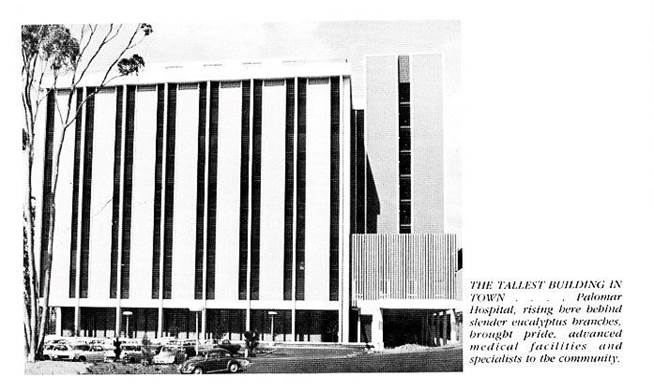 THE TALLEST BUILDING IN
TOWN . . . . Palomar
Hospital, rising here behind
slender eucalyptus branches,
brought pride, advanced
medical facilities and
specialists to the community.